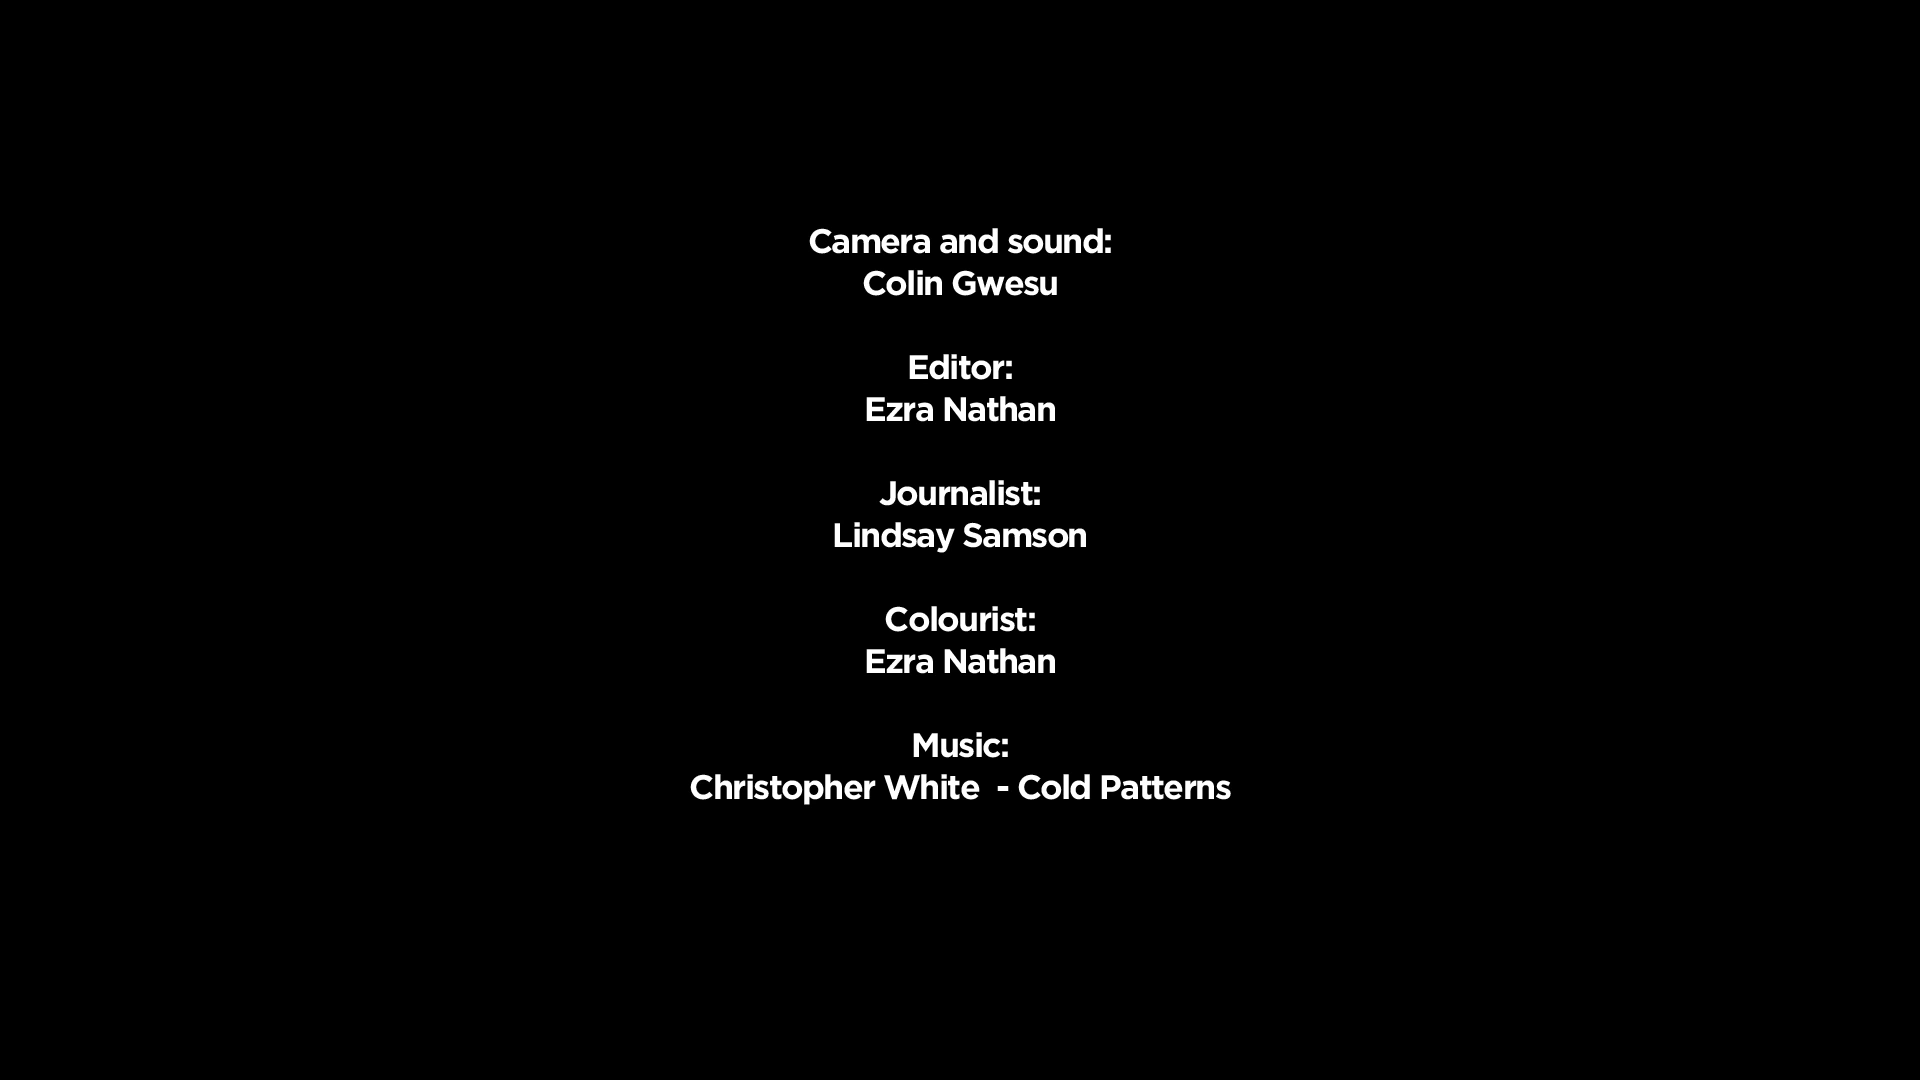 Camera and sound:
Colin Gwesu
Editor:
Ezra Nathan
Journalist:
Lindsay Samson
Colourist:
Ezra Nathan
Music:
Christopher White  - Cold Patterns